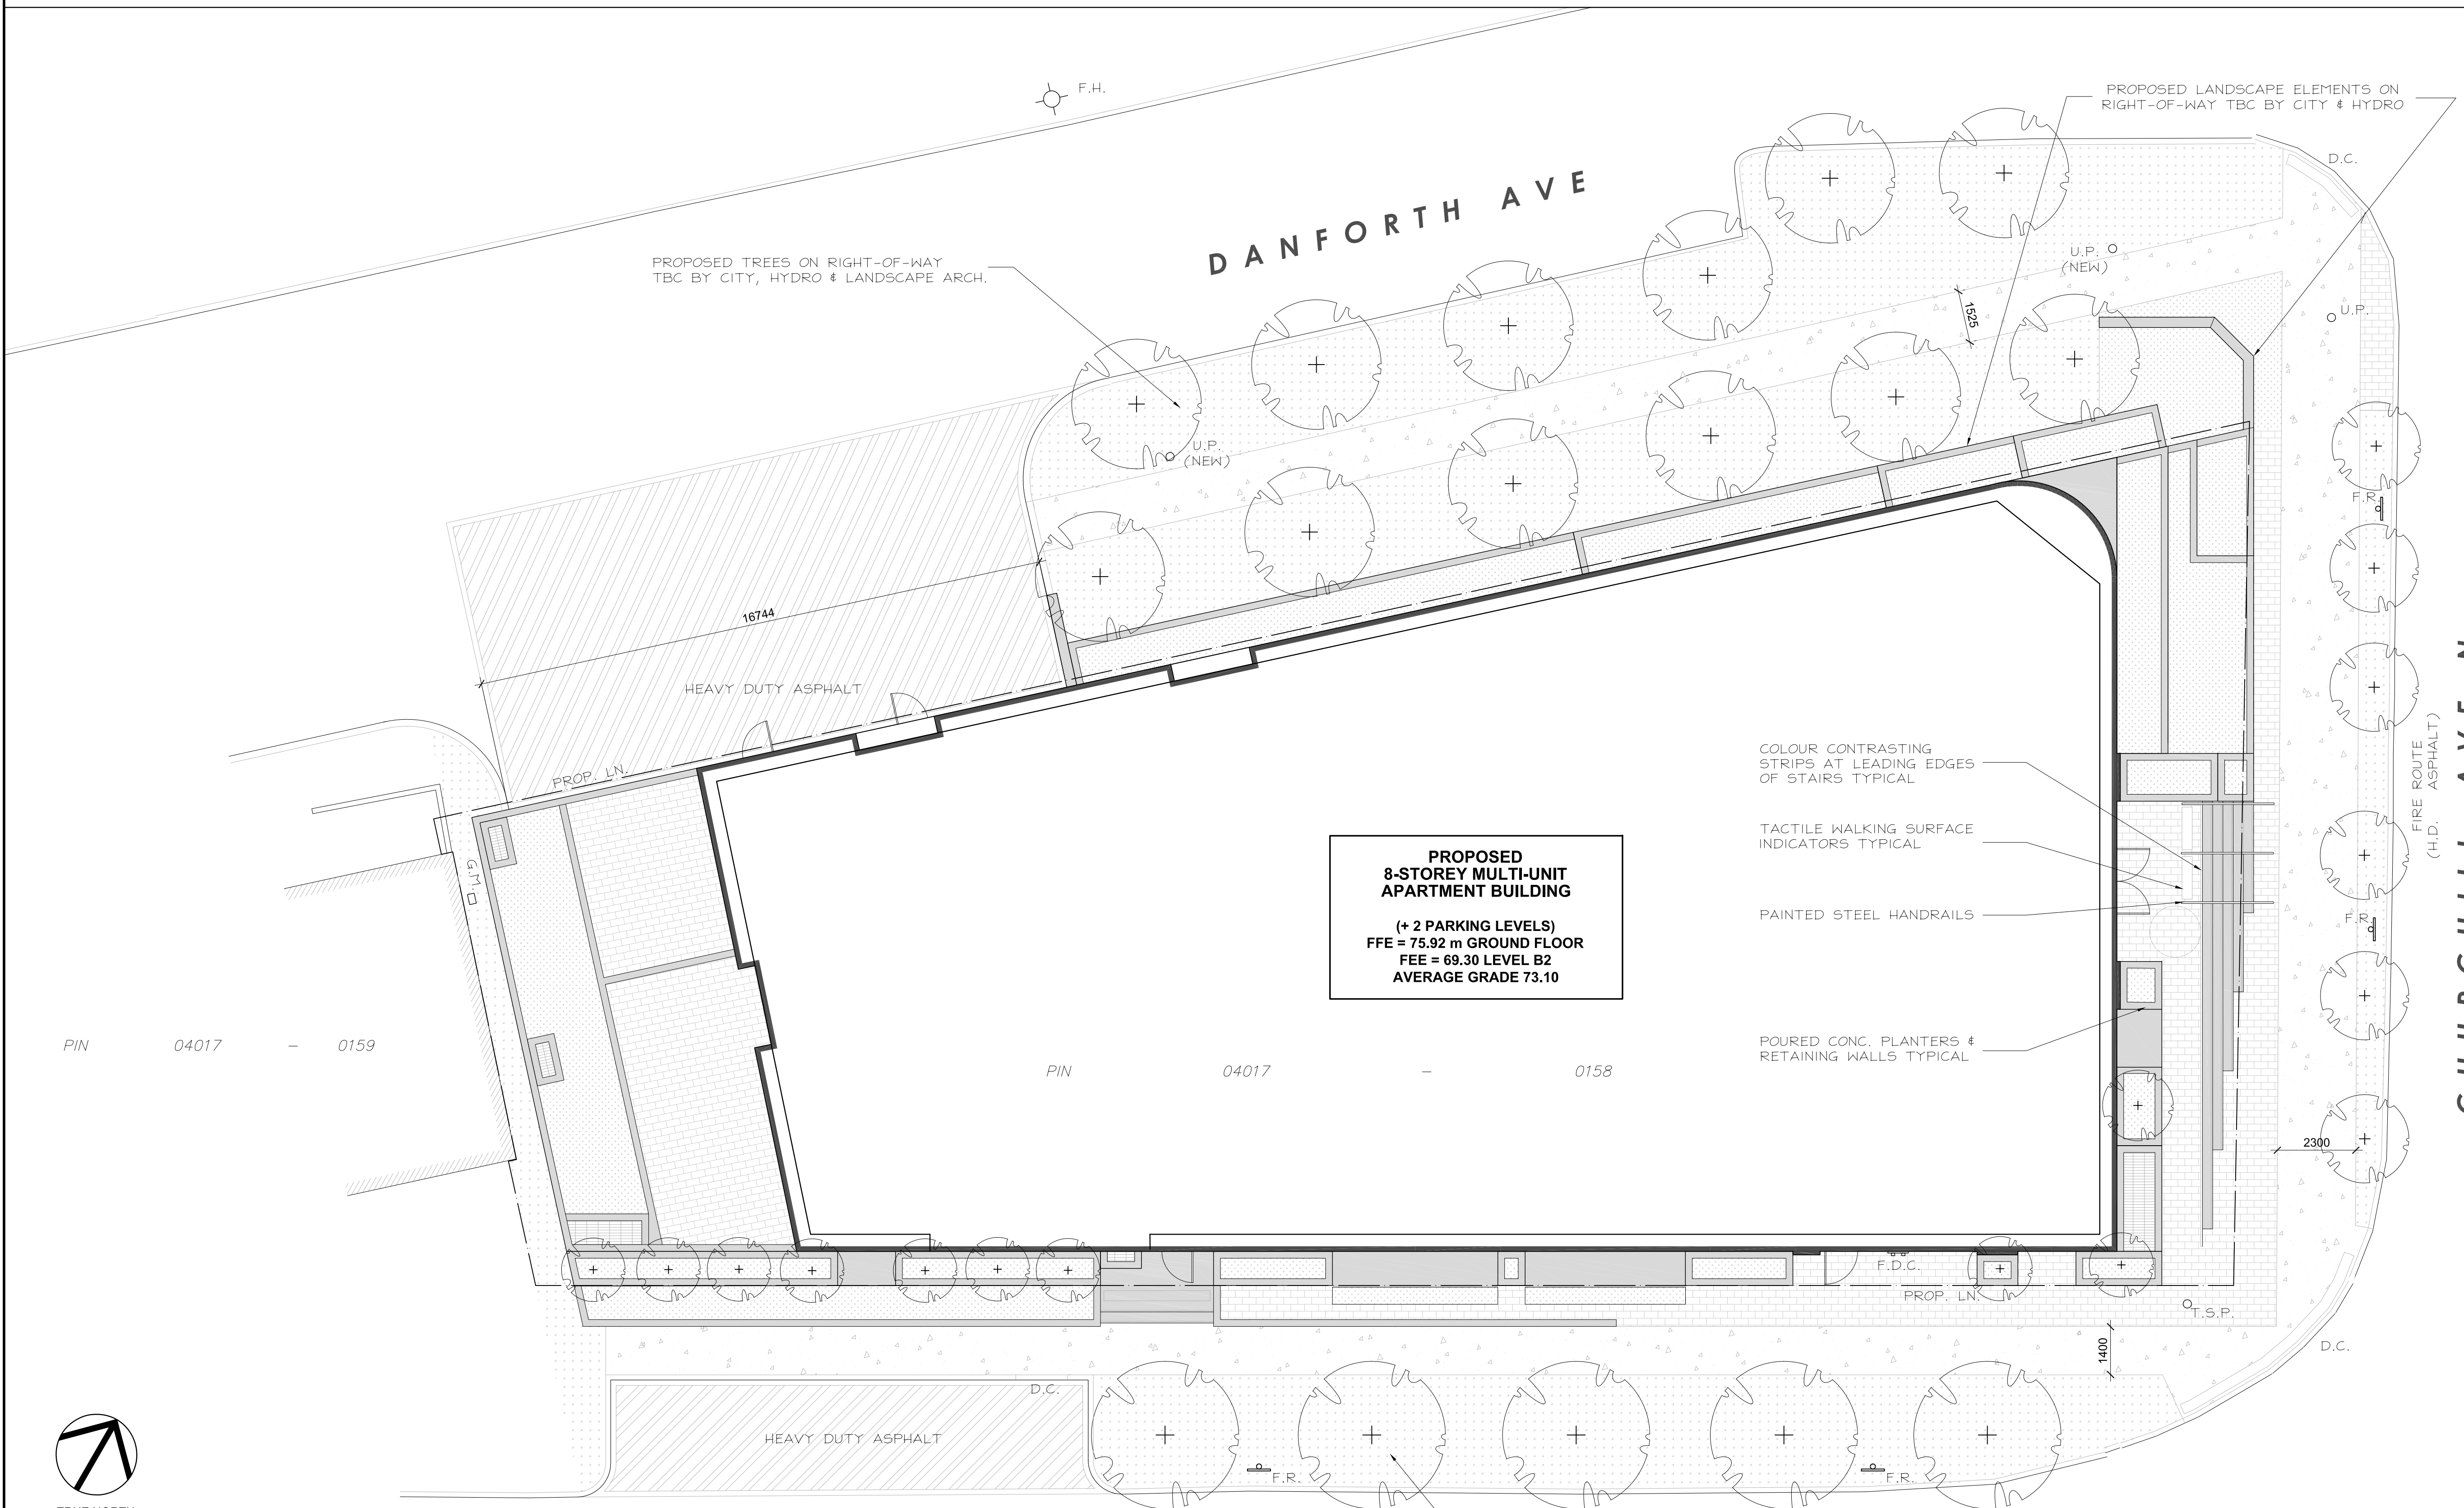 F.H.
PROPOSED LANDSCAPE ELEMENTS ON
RIGHT-OF-WAY TBC BY CITY & HYDRO
D.C.
DANFORTH AVE
PROPOSED TREES ON RIGHT-OF-WAY
TBC BY CITY, HYDRO & LANDSCAPE ARCH.
U.P.
(NEW)
1525
U.P.
U.P.
(NEW)
F.R.
16744
HEAVY DUTY ASPHALT
PROP. LN.
G.M.
COLOUR CONTRASTING
STRIPS AT LEADING EDGES
OF STAIRS TYPICAL
TACTILE WALKING SURFACE
INDICATORS TYPICAL
PAINTED STEEL HANDRAILS
POURED CONC. PLANTERS &
RETAINING WALLS TYPICAL
FIRE ROUTE
(H.D. ASPHALT)
F.R.
PROPOSED
8-STOREY MULTI-UNIT
APARTMENT BUILDING
(+ 2 PARKING LEVELS)
FFE = 75.92 m GROUND FLOOR
FEE = 69.30 LEVEL B2
AVERAGE GRADE 73.10
PIN 04017 - 0159
PIN 04017 - 0158
2300
F.D.C.
PROP. LN.
T.S.P.
1400
D.C.
D.C.
HEAVY DUTY ASPHALT
F.R.
F.R.